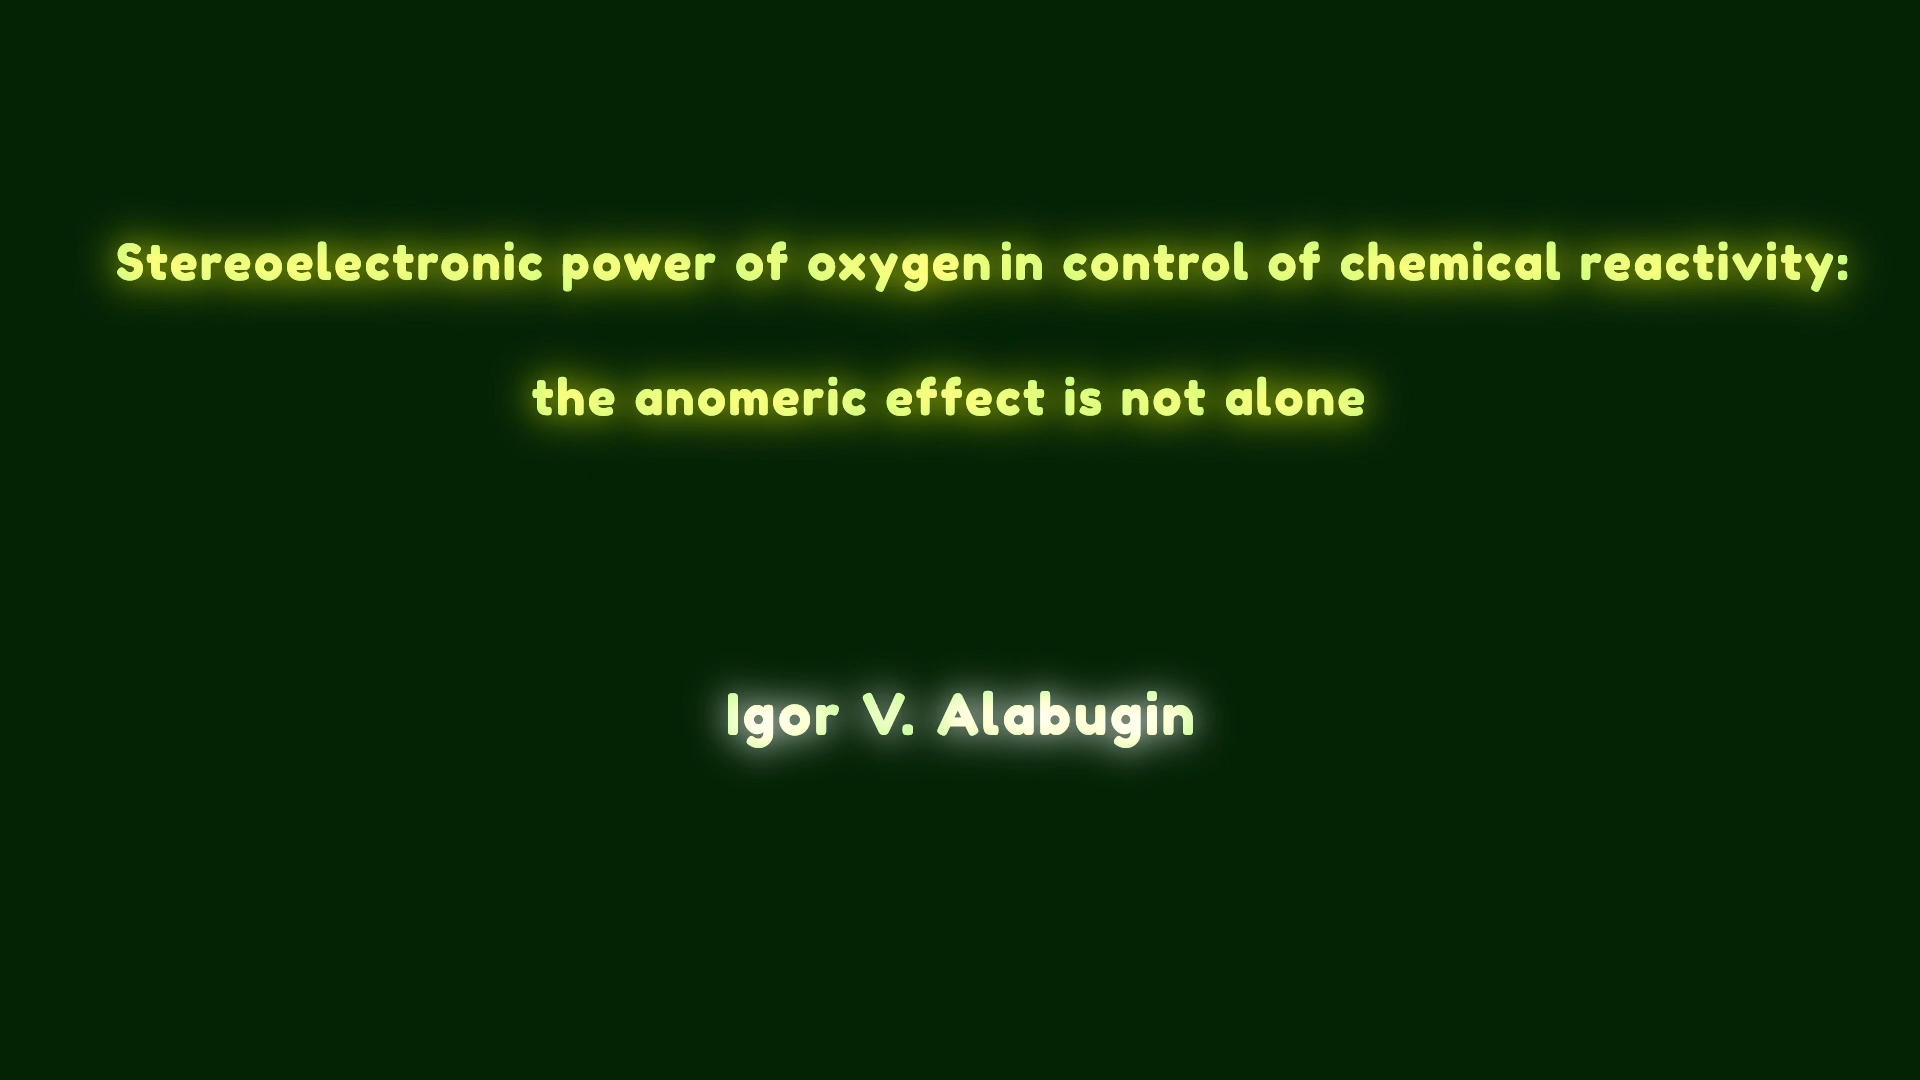 Stereoelectronic power of oxygen in control of chemical reactivity:
the anomeric effect is not alone
Igor V. Alabugin